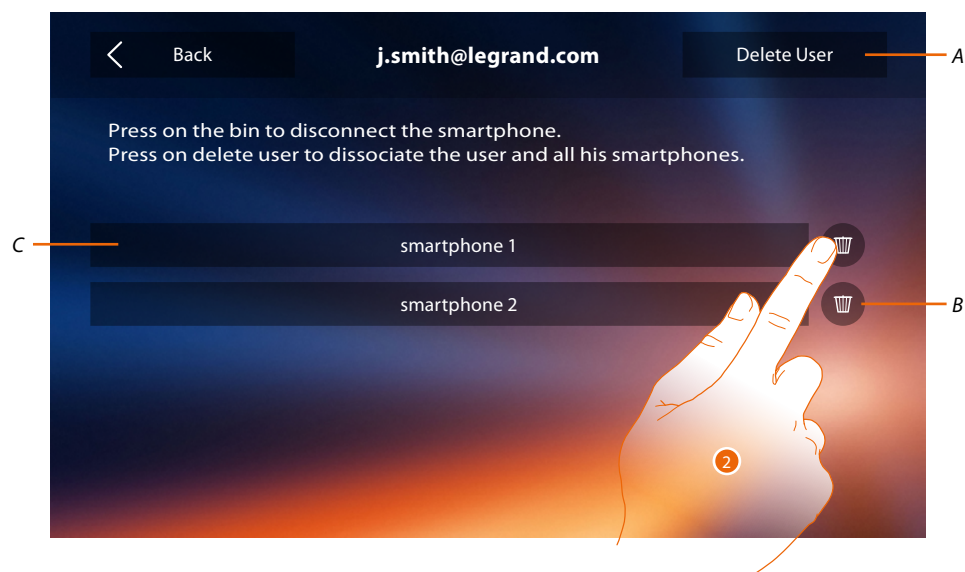 Back
j.smith@legrand.com
Delete User
A
Press on the bin to disconnect the smartphone.
Press on delete user to dissociate the user and all his smartphones.
C
smartphone 1
smartphone 2
B
2